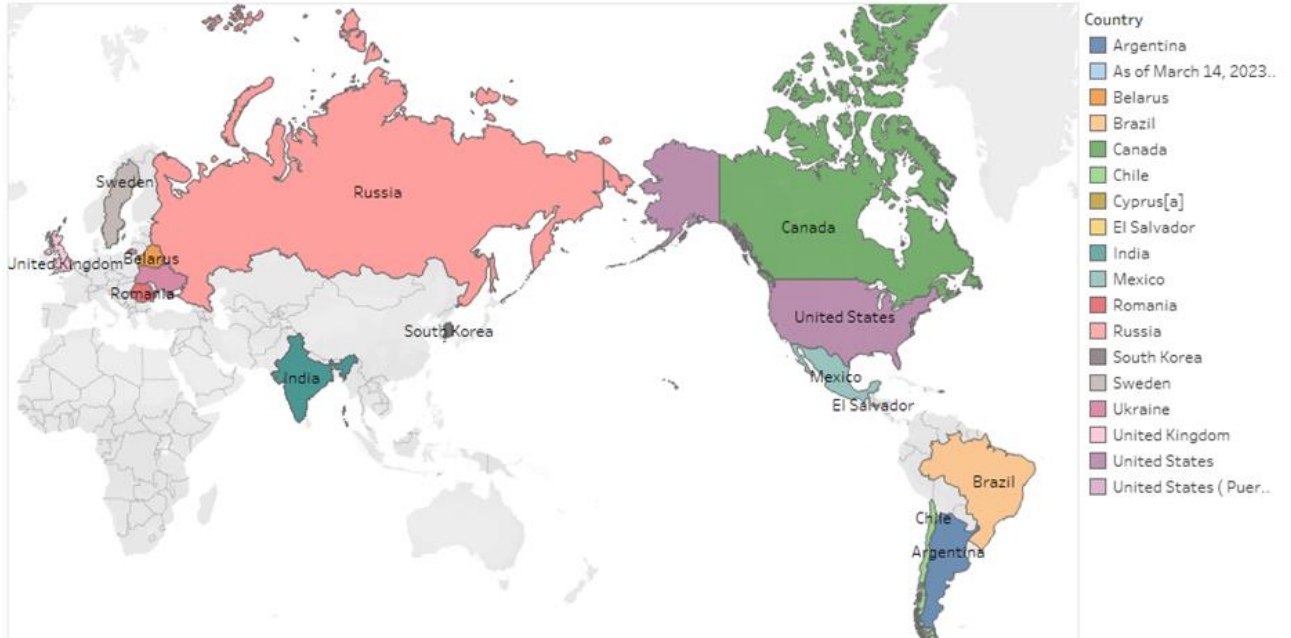 Sweden
Russia
United Kingdom
Belarus
Romania
South Korea
India
Canada
United States
Mexico
El Salvador
Brazil
Chile
Argentina
Country
Argentina
As of March 14, 2023..
Belarus
Brazil
Canada
Chile
Cyprus[a]
El Salvador
India
Mexico
Romania
Russia
South Korea
Sweden
Ukraine
United Kingdom
United States
United States ( Puer..